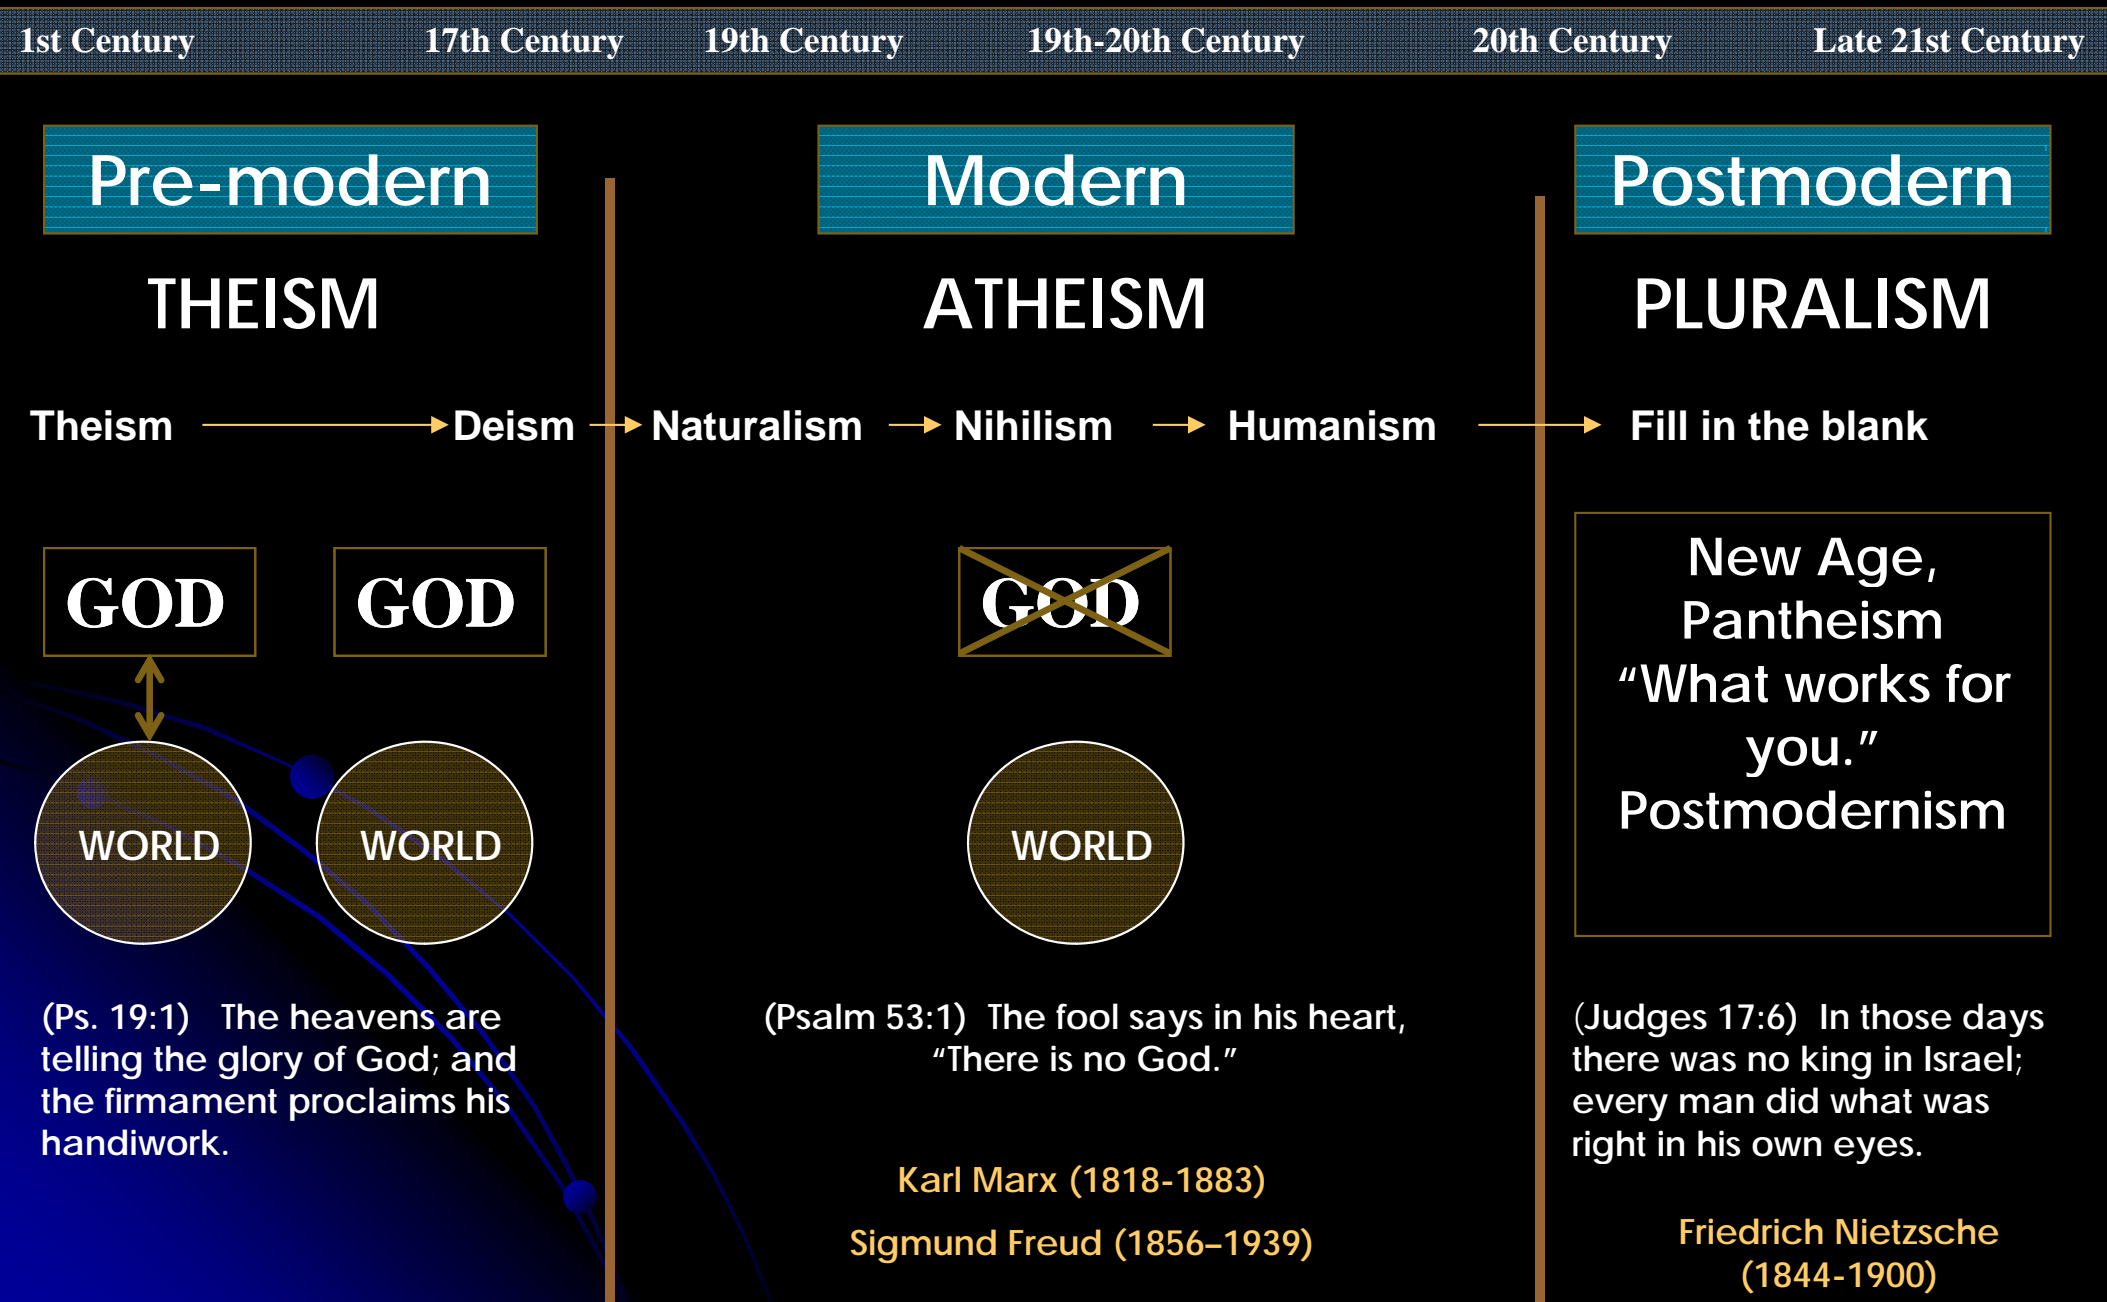 1st Century 17th Century 19th Century 19th-20th Century 20th Century Late 21st Century
Pre-modern Modern Postmodern
THEISM ATHEISM PLURALISM
Theism Deism Naturalism Nihilism Humanism Fill in the blank
GOD GOD
WORLD WORLD
(Ps. 19:1) The heavens are
telling the glory of God; and
the firmament proclaims his
handiwork.
GOD
WORLD
(Psalm 53:1) The fool says in his heart,
“There is no God.”
Karl Marx (1818-1883)
Sigmund Freud (1856–1939)
New Age,
Pantheism
“What works for
you.”
Postmodernism
(Judges 17:6) In those days
there was no king in Israel;
every man did what was
right in his own eyes.
Friedrich Nietzsche
(1844-1900)